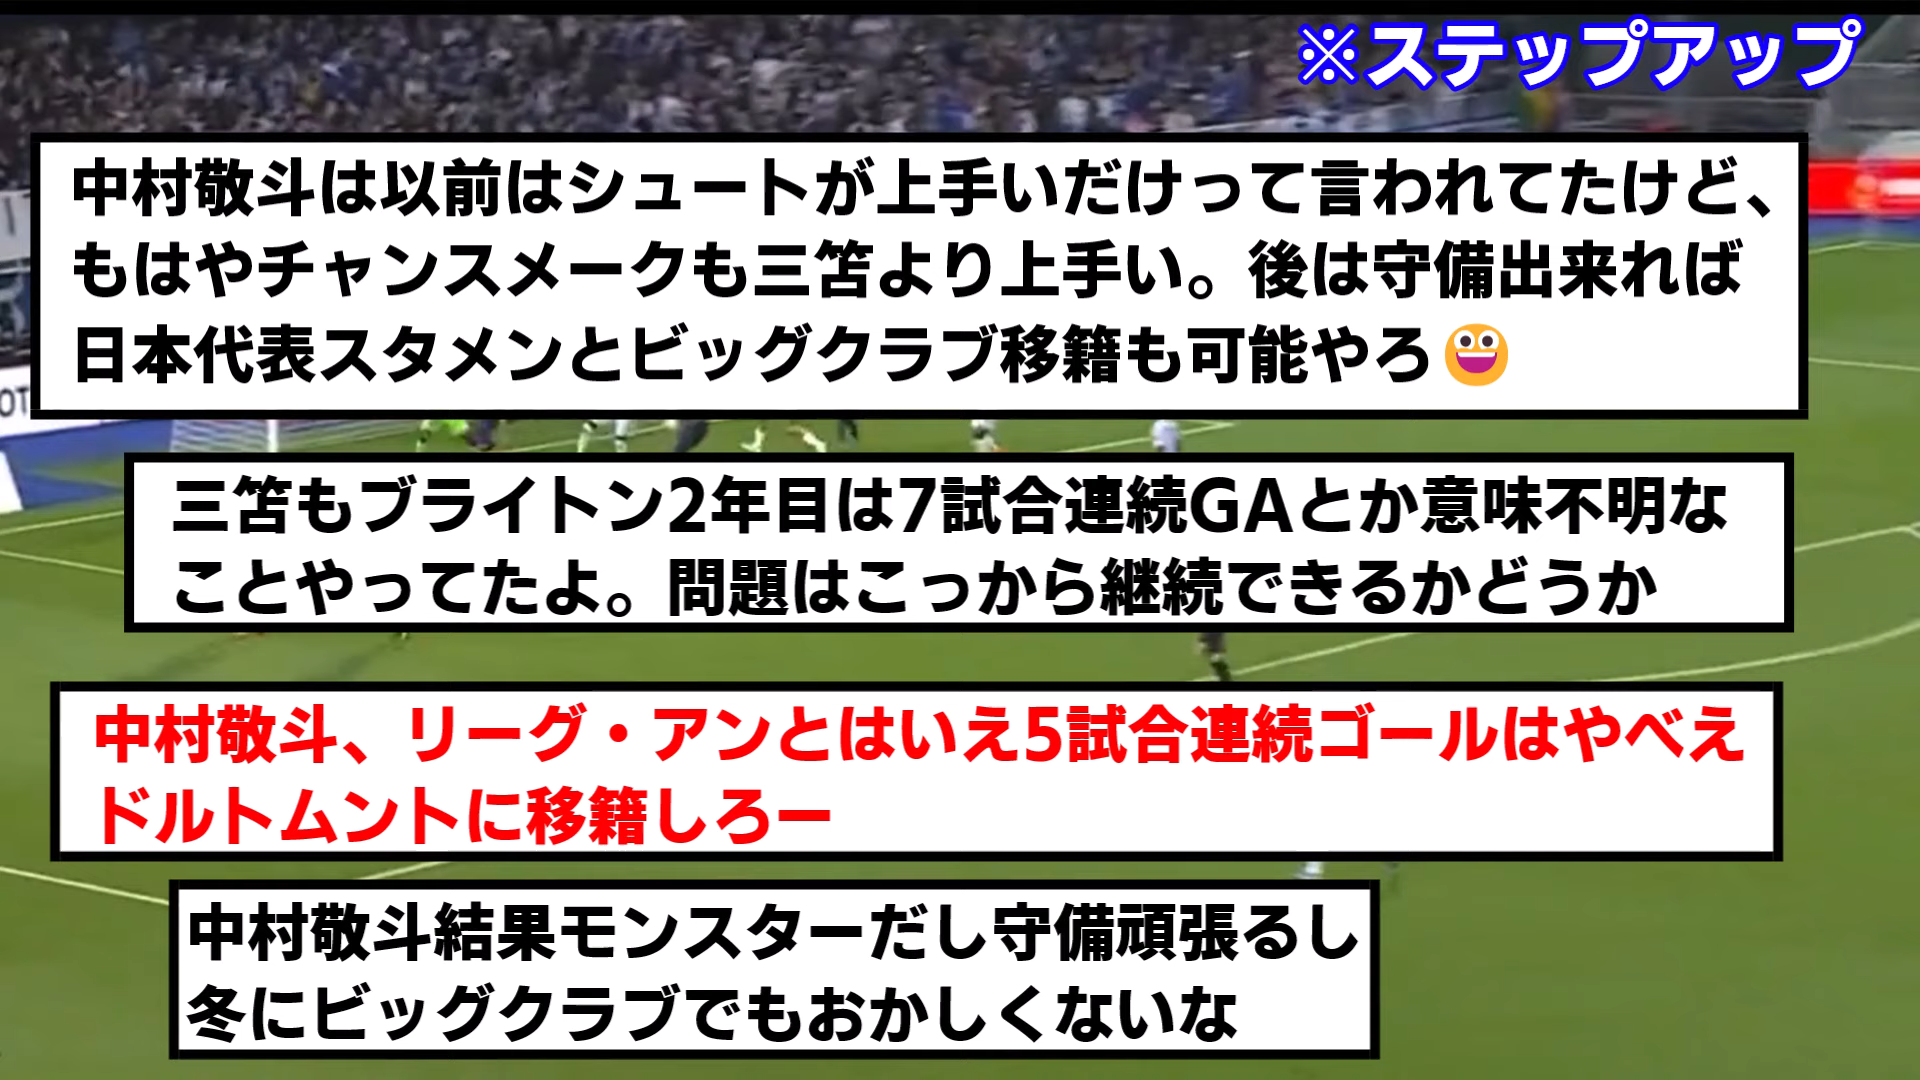 ※ステップアップ
中村敬斗は以前はシュートが上手いだけって言われてたけど、
もはやチャンスメークも三笘より上手い。後は守備出来れば
日本代表スタメンとビッグクラブ移籍も可能やろ😀
OT
三笘もブライトン2年目は7試合連続GAとか意味不明な
ことやってたよ。問題はこっから継続できるかどうか
中村敬斗、リーグ・アンとはいえ5試合連続ゴールはやべえ
ドルトムントに移籍しろー
中村敬斗結果モンスターだし守備頑張るし
冬にビッグクラブでもおかしくないな